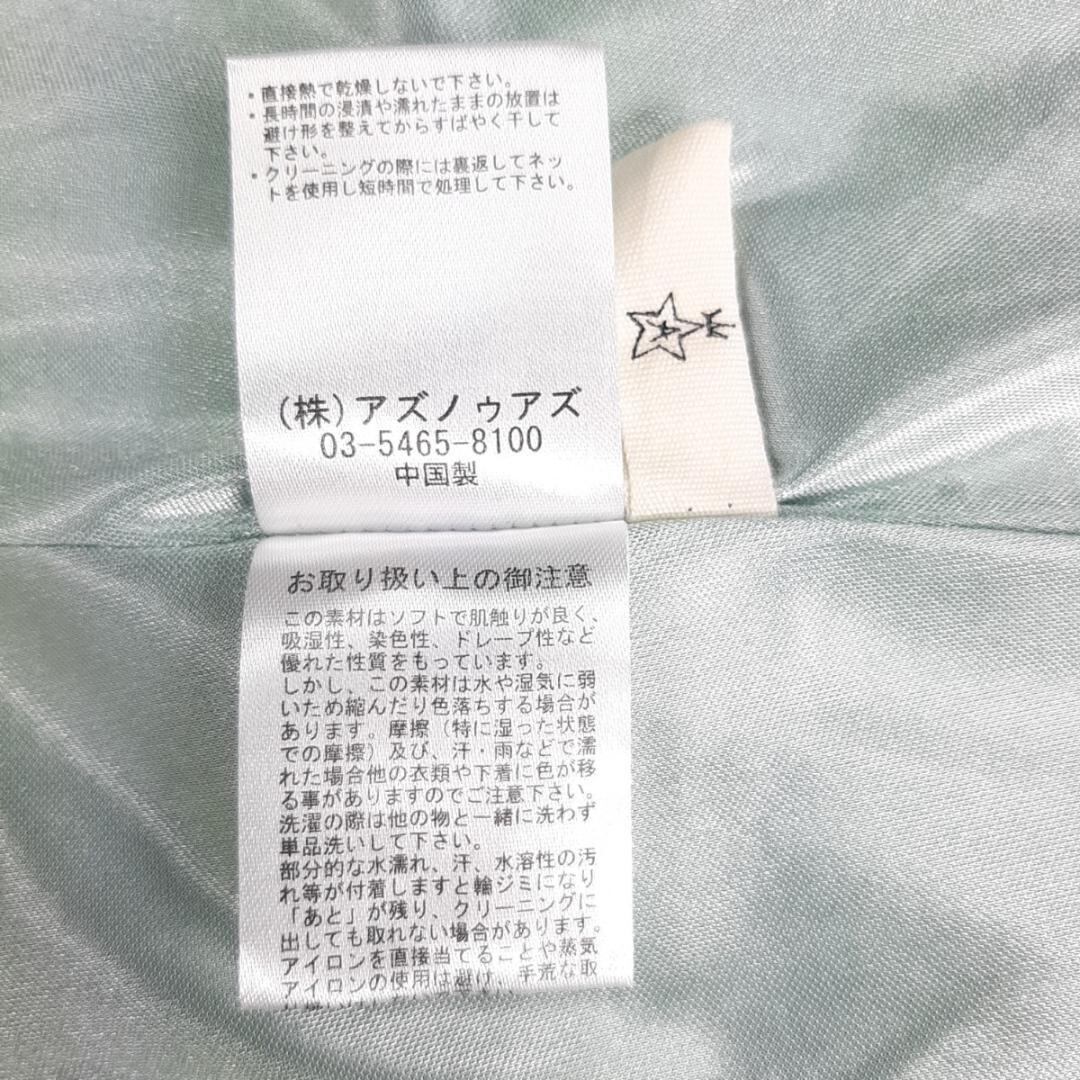 ・直接熱で乾燥しないで下さい。
・長時間の浸漬や濡れたままの放置は
避け形を整えてからすばやく干して
下さい。
・クリーニングの際には裏返してネッ
トを使用し短時間で処理して下さい。
(株)アズノゥアズ
03-5465-8100
中国製
お取り扱い上の御注意
この素材はソフトで肌触りが良く、
吸湿性、染色性、ドレープ性など
優れた性質をもっています。
しかし、この素材は水や湿気に弱
いため縮んだり色落ちする場合が
あります。摩擦（特に湿った状態
での摩擦）及び、汗・雨などで濡
れた場合他の衣類や下着に色が移
る事がありますのでご注意下さい。
洗濯の際は他の物と一緒に洗わず
単品洗いして下さい。
部分的な水濡れ、汗、水溶性の汚
れ等が付着しますと輪ジミになり
「あと」が残り、クリーニングに
出しても取れない場合があります。
アイロンを直接当てることや蒸気
アイロンの使用は避け、手荒な取